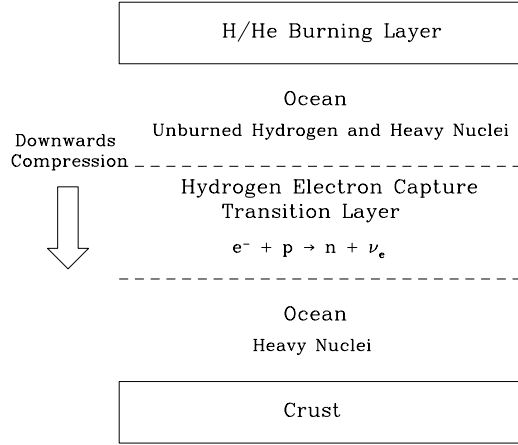 H/He Burning Layer
Ocean
Unburned Hydrogen and Heavy Nuclei
Downwards
Compression
Hydrogen Electron Capture
Transition Layer
e⁻ + p → n + νₑ
Ocean
Heavy Nuclei
Crust